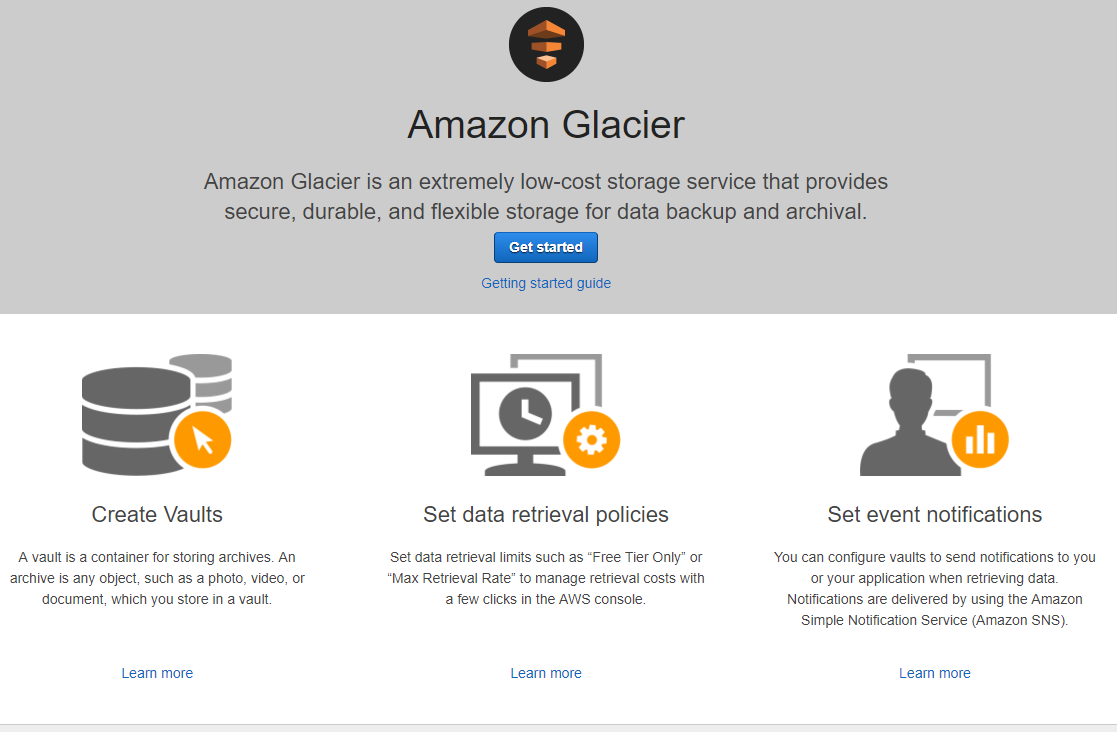 Amazon Glacier
Amazon Glacier is an extremely low-cost storage service that provides
secure, durable, and flexible storage for data backup and archival.
Get started
Getting started guide
Create Vaults
A vault is a container for storing archives. An
archive is any object, such as a photo, video, or
document, which you store in a vault.
Learn more
Set data retrieval policies
Set data retrieval limits such as “Free Tier Only” or
“Max Retrieval Rate” to manage retrieval costs with
a few clicks in the AWS console.
Learn more
Set event notifications
You can configure vaults to send notifications to you
or your application when retrieving data.
Notifications are delivered by using the Amazon
Simple Notification Service (Amazon SNS).
Learn more